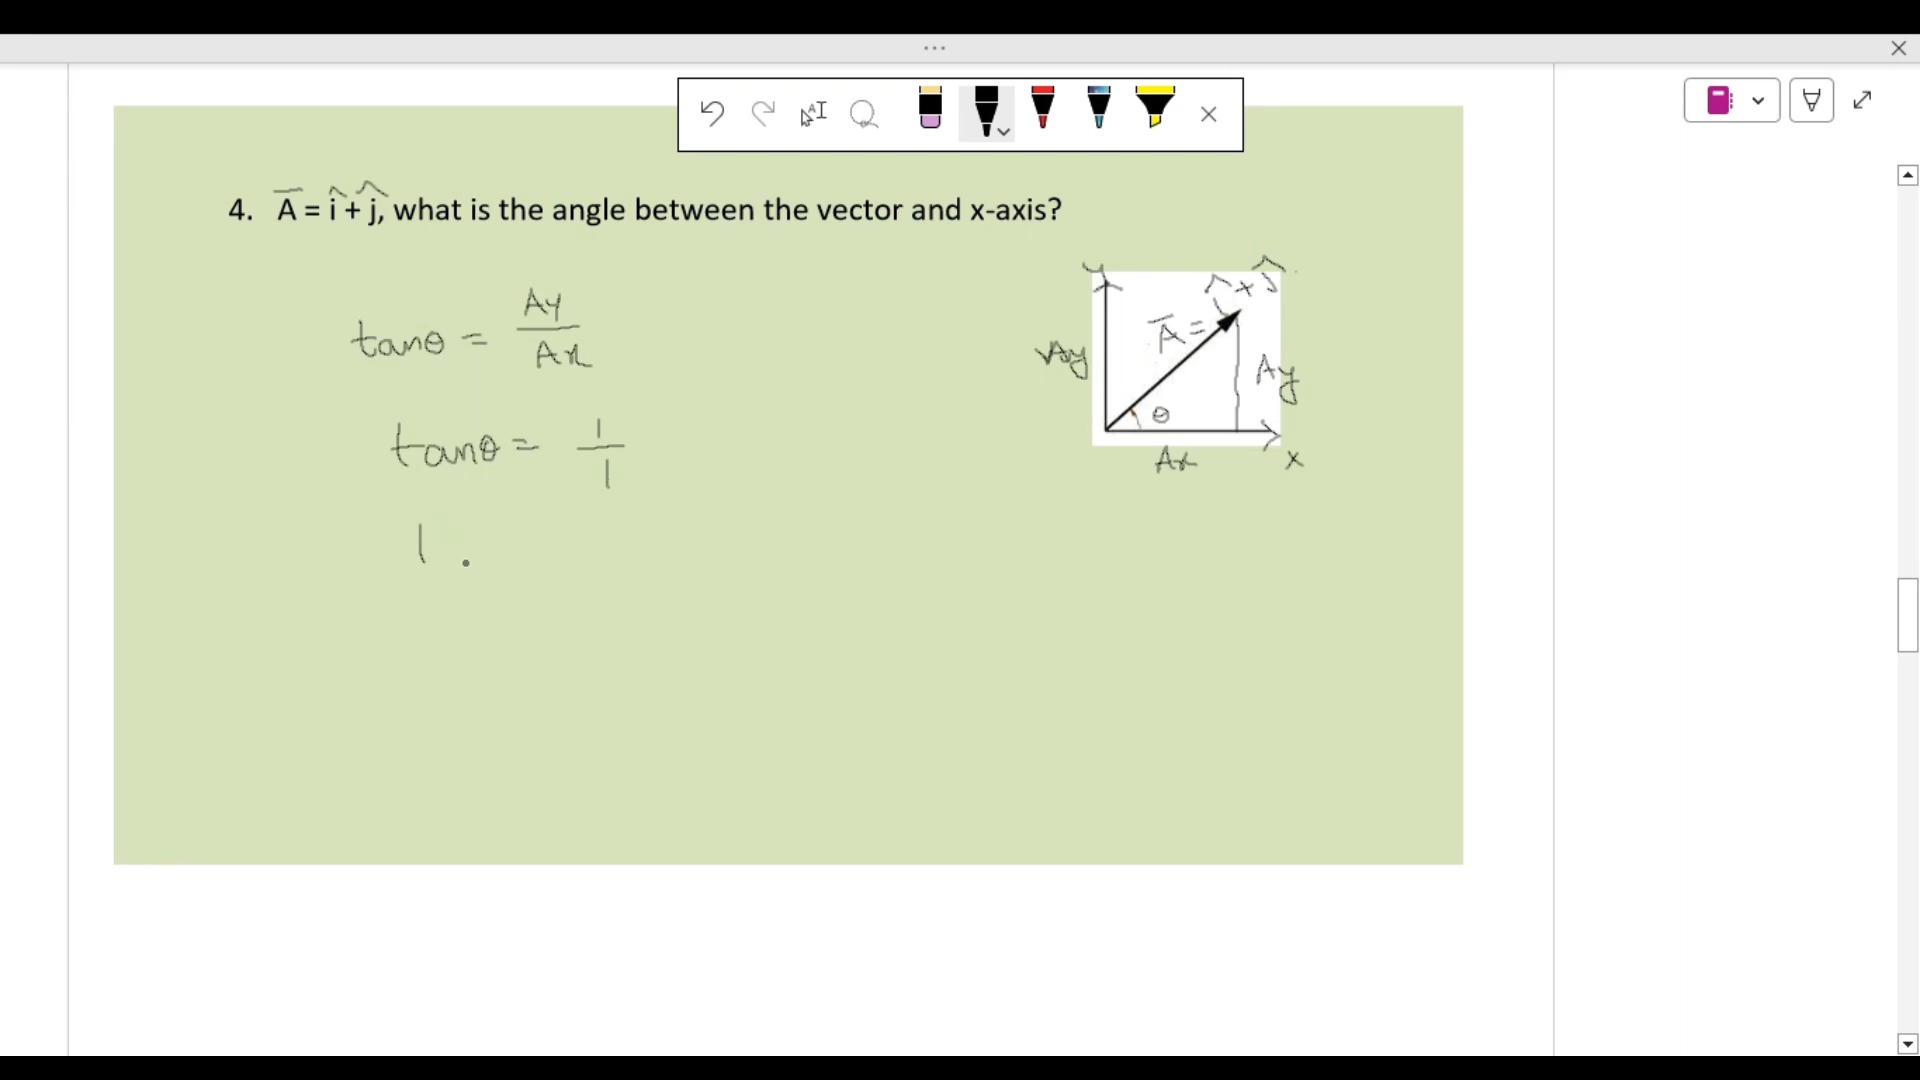 4. A̅ = î + ĵ, what is the angle between the vector and x-axis?
tanθ = Ay/Ax
tanθ = 1/1
1
y
A̅ = î + ĵ
Ay
Ay
θ
Ax
x